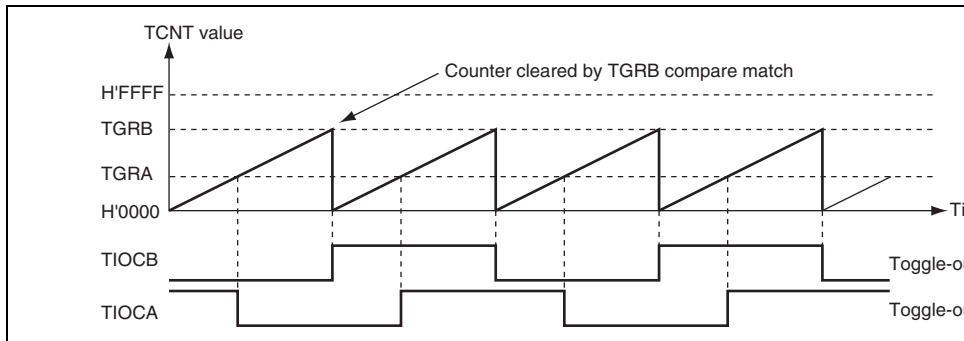 TCNT value
Counter cleared by TGRB compare match
H'FFFF
TGRB
TGRA
H'0000
TIOCB
TIOCA